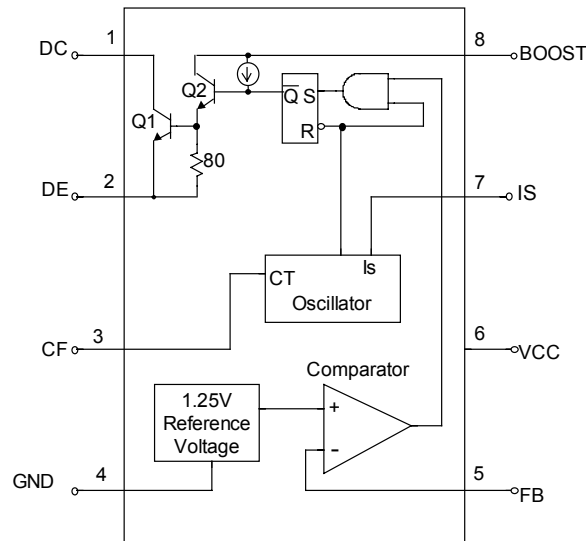 DC 1 8 BOOST
Q2 Q̅ S
Q1 R
80
DE 2 7 IS
Is
CT
Oscillator
CF 3 6 VCC
Comparator
1.25V
Reference
Voltage
+
-
GND 4 5 FB